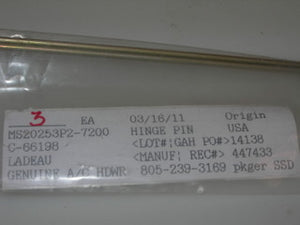 3 EA 03/16/11 Origin
MS20253P2-7200 HINGE PIN USA
C-66198 <LOT#;GAH PO#>14138
LADEAU <MANUF; REC#> 447433
GENUINE A/C HDWR 805-239-3169 pkger SSD